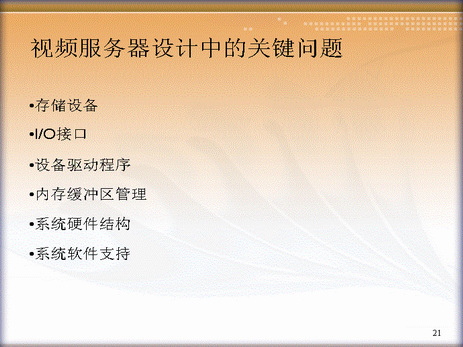 视频服务器设计中的关键问题
•存储设备
•I/O接口
•设备驱动程序
•内存缓冲区管理
•系统硬件结构
•系统软件支持
21